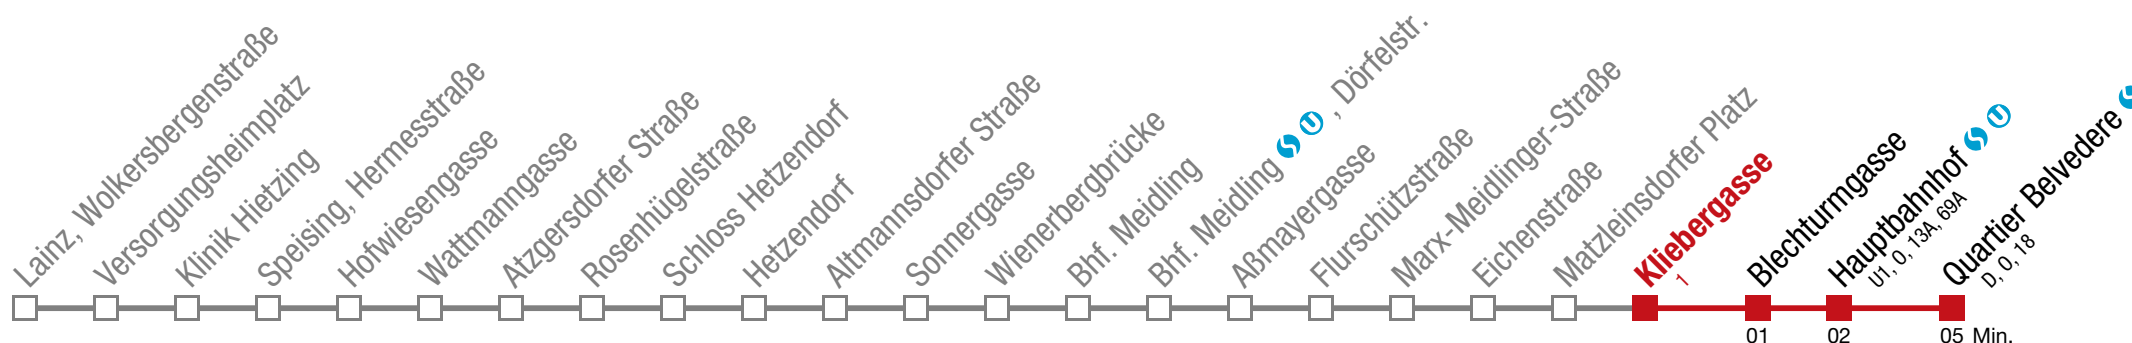 Lainz, Wolkersbergenstraße
Versorgungsheimplatz
Klinik Hietzing
Speising, Hermesstraße
Hofwiesengasse
Wattmanngasse
Atzgersdorfer Straße
Rosenhügelstraße
Schloss Hetzendorf
Hetzendorf
Altmannsdorfer Straße
Sonnergasse
Wienerbergbrücke
Bhf. Meidling
Bhf. Meidling S U , Dörfelstr.
Aßmayergasse
Flurschützstraße
Marx-Meidlinger-Straße
Eichenstraße
Matzleinsdorfer Platz
Kliebergasse
1
Blechturmgasse
Hauptbahnhof S U
U1, O, 13A, 69A
Quartier Belvedere S
D, O, 18
01 02 05 Min.